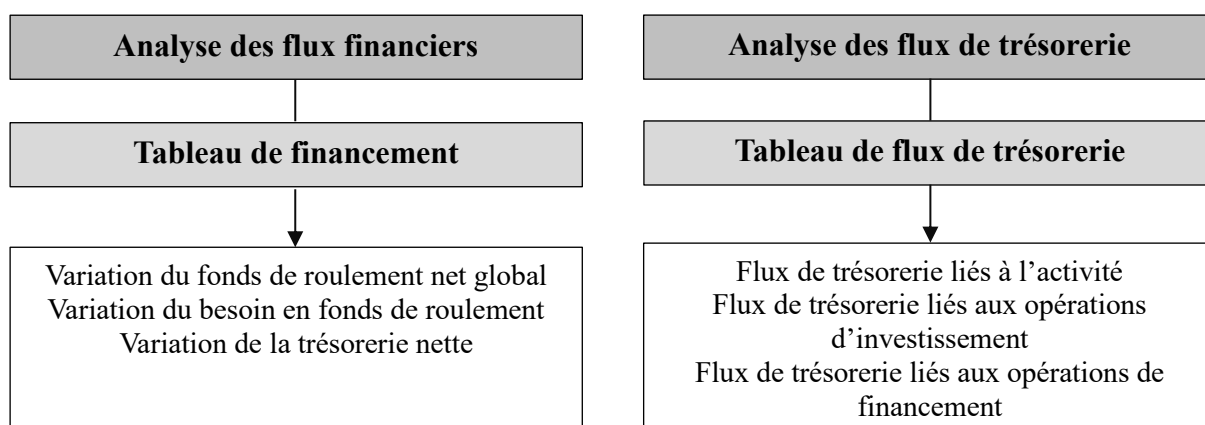 Analyse des flux financiers
Tableau de financement
Variation du fonds de roulement net global
Variation du besoin en fonds de roulement
Variation de la trésorerie nette
Analyse des flux de trésorerie
Tableau de flux de trésorerie
Flux de trésorerie liés à l’activité
Flux de trésorerie liés aux opérations
d’investissement
Flux de trésorerie liés aux opérations de
financement